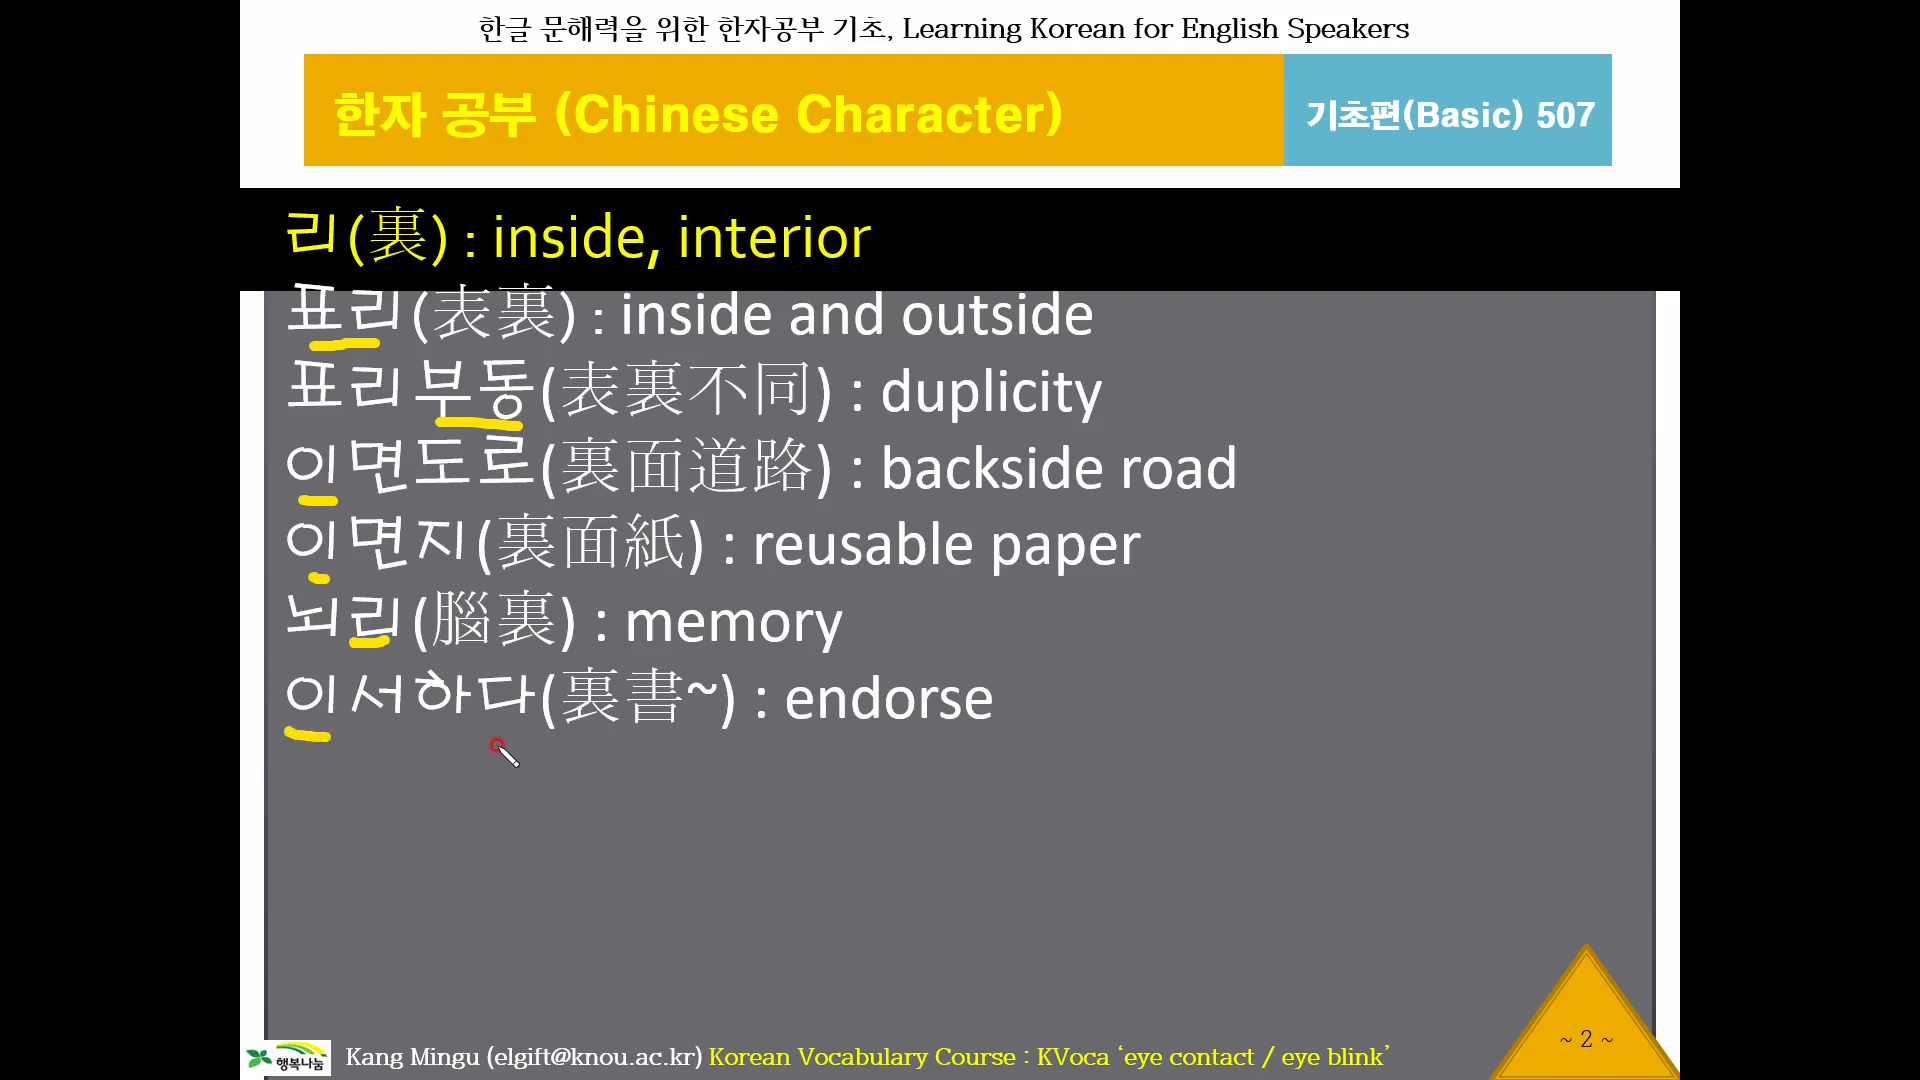 한글 문해력을 위한 한자공부 기초, Learning Korean for English Speakers
한자 공부 (Chinese Character)
기초편(Basic) 507
리(裏) : inside, interior
표리(表裏) : inside and outside
표리부동(表裏不同) : duplicity
이면도로(裏面道路) : backside road
이면지(裏面紙) : reusable paper
뇌리(腦裏) : memory
이서하다(裏書~) : endorse
~ 2 ~
행복나눔
Kang Mingu (elgift@knou.ac.kr) Korean Vocabulary Course : KVoca ‘eye contact / eye blink’